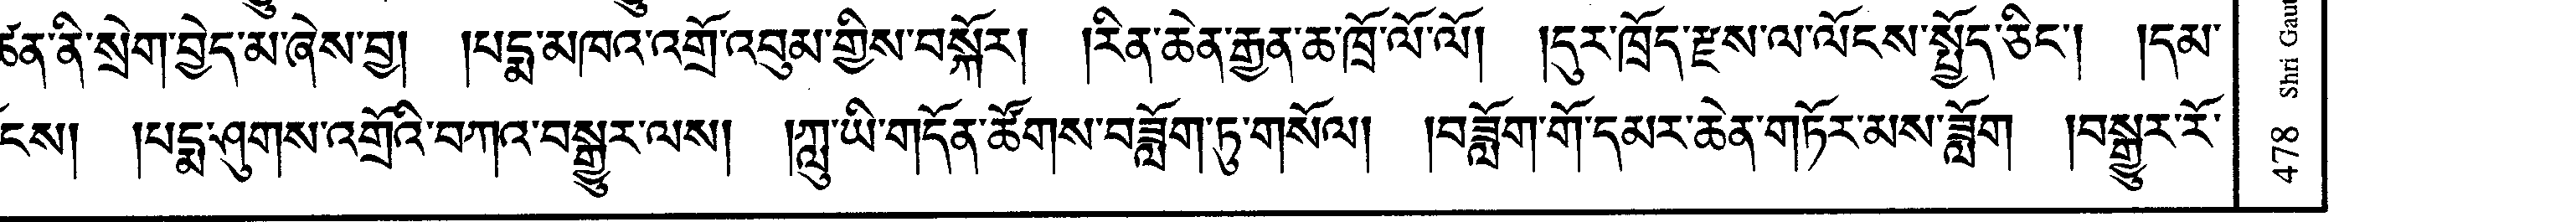 ཚན་ནི་སྲེག་བྱེད་མ་ཞེས་བྱ། །པདྨ་མཁའ་འགྲོ་འབུམ་གྱིས་བསྐོར། །རིན་ཆེན་རྒྱན་ཆ་ཁྲོ་ལོ་ལོ། །དུར་ཁྲོད་རྫས་ལ་ལོངས་སྤྱོད་ཅིང་། །དམ་
ངས། །པདྨ་ཤུགས་འགྲོའི་བཀའ་བསྒྱུར་ལས། །ཀླུ་ཡི་གདོན་ཚོགས་བཟློག་ཏུ་གསོལ། །བཟློག་གོ་དམར་ཆེན་གཏོར་མས་ཟློག །བསྒྱུར་རོ་
478 Shri Gaut